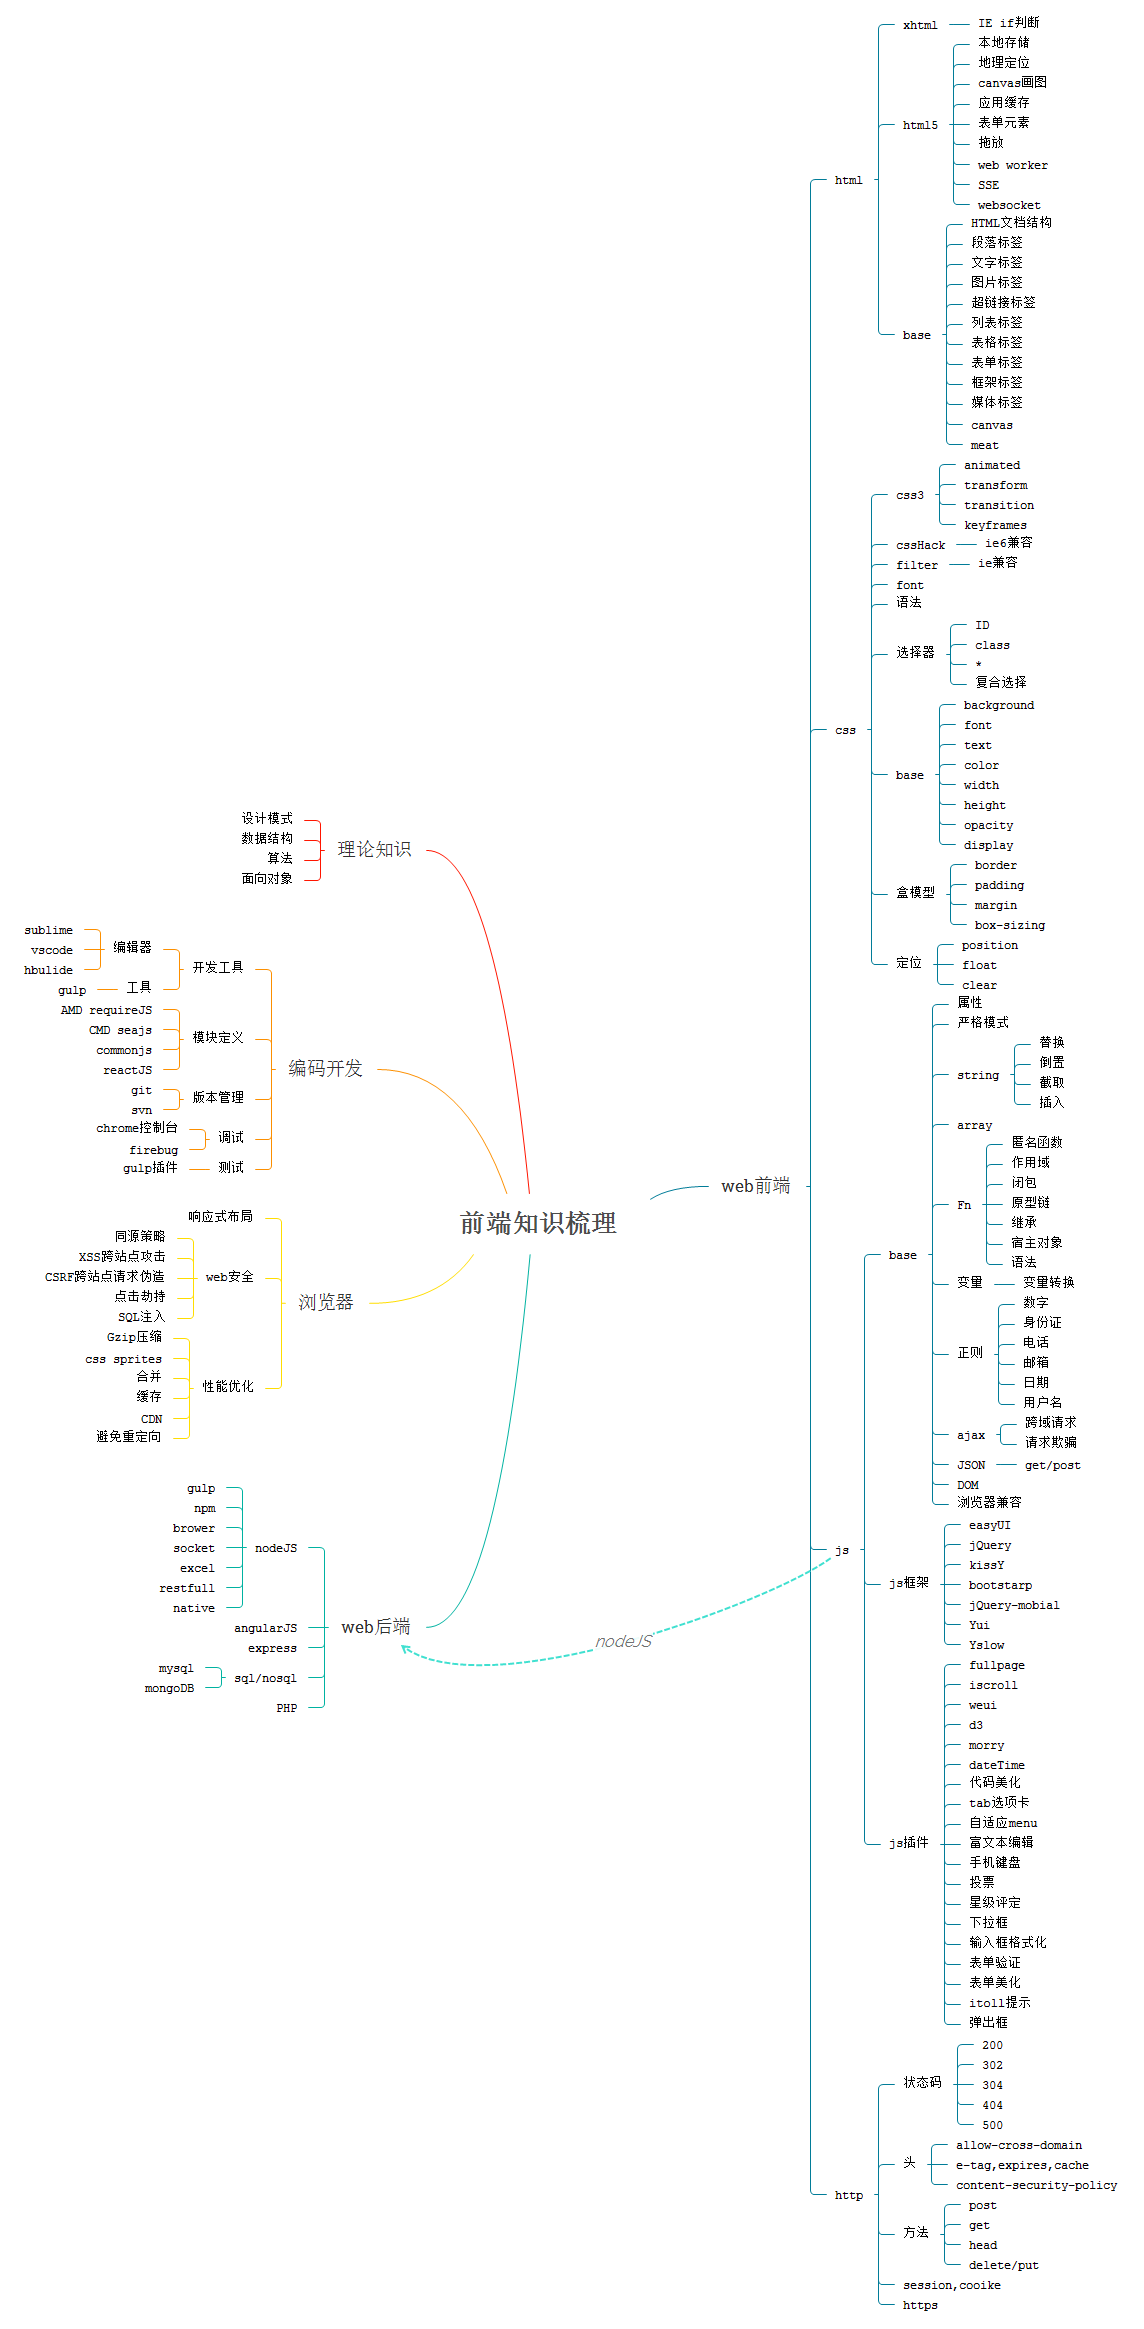 前端知识梳理
web前端
html
xhtml
IE if判断
html5
本地存储
地理定位
canvas画图
应用缓存
表单元素
拖放
web worker
SSE
websocket
base
HTML文档结构
段落标签
文字标签
图片标签
超链接标签
列表标签
表格标签
表单标签
框架标签
媒体标签
canvas
meat
css
css3
animated
transform
transition
keyframes
cssHack
ie6兼容
filter
ie兼容
font
语法
选择器
ID
class
*
复合选择
base
background
font
text
color
width
height
opacity
display
盒模型
border
padding
margin
box-sizing
定位
position
float
clear
js
base
属性
严格模式
string
替换
倒置
截取
插入
array
Fn
匿名函数
作用域
闭包
原型链
继承
宿主对象
语法
变量
变量转换
正则
数字
身份证
电话
邮箱
日期
用户名
ajax
跨域请求
请求欺骗
JSON
get/post
DOM
浏览器兼容
js框架
easyUI
jQuery
kissY
bootstarp
jQuery-mobial
Yui
Yslow
js插件
fullpage
iscroll
weui
d3
morry
dateTime
代码美化
tab选项卡
自适应menu
富文本编辑
手机键盘
投票
星级评定
下拉框
输入框格式化
表单验证
表单美化
itoll提示
弹出框
http
状态码
200
302
304
404
500
头
allow-cross-domain
e-tag,expires,cache
content-security-policy
方法
post
get
head
delete/put
session,cooike
https
理论知识
设计模式
数据结构
算法
面向对象
编码开发
开发工具
编辑器
sublime
vscode
hbulide
工具
gulp
模块定义
AMD requireJS
CMD seajs
commonjs
reactJS
版本管理
git
svn
调试
chrome控制台
firebug
测试
gulp插件
浏览器
响应式布局
web安全
同源策略
XSS跨站点攻击
CSRF跨站点请求伪造
点击劫持
SQL注入
性能优化
Gzip压缩
css sprites
合并
缓存
CDN
避免重定向
web后端
nodeJS
gulp
npm
brower
socket
excel
restfull
native
angularJS
express
sql/nosql
mysql
mongoDB
PHP
nodeJS